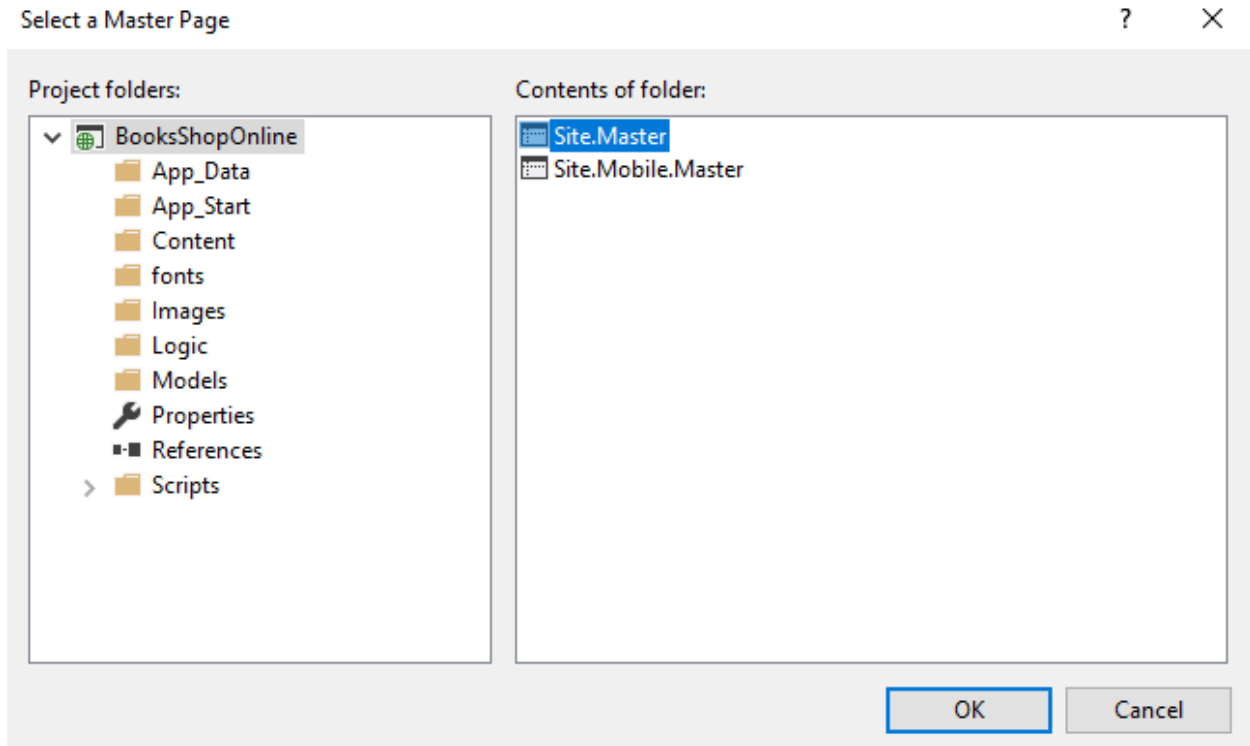 Select a Master Page
?
Project folders:
Contents of folder:
BooksShopOnline
App_Data
App_Start
Content
fonts
Images
Logic
Models
Properties
References
Scripts
Site.Master
Site.Mobile.Master
OK
Cancel